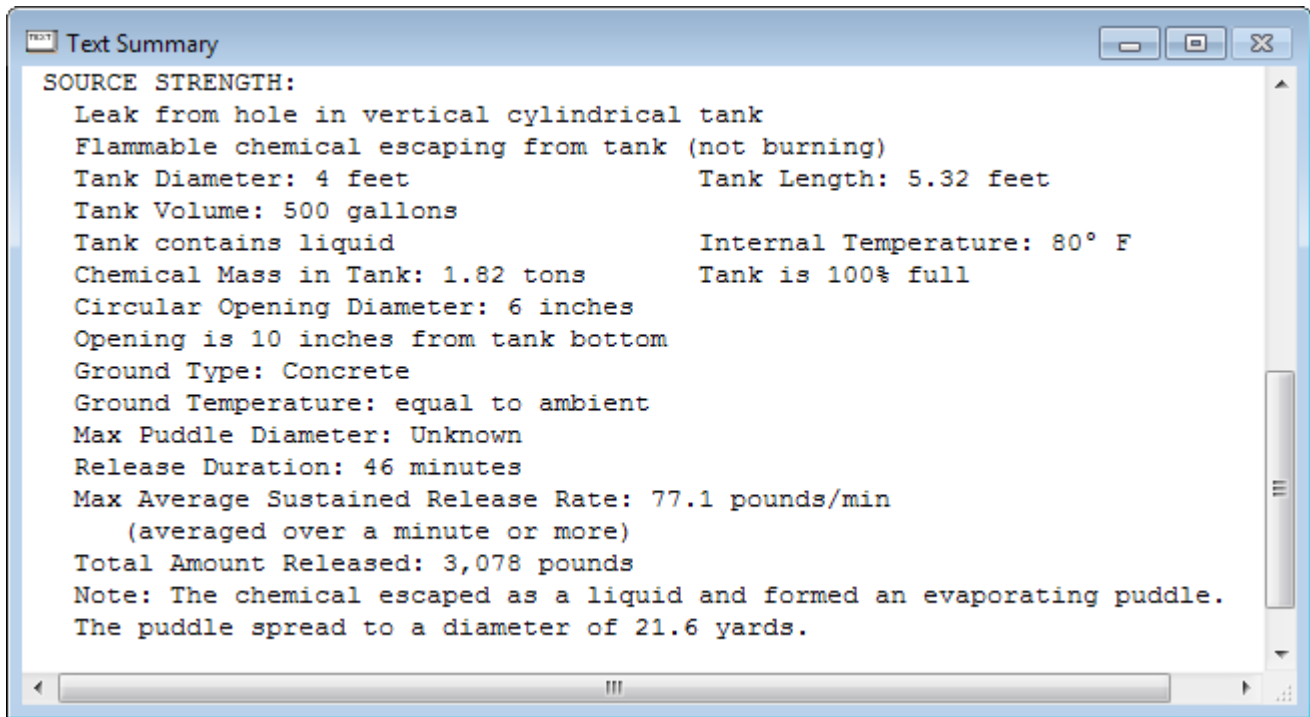 Text Summary
SOURCE STRENGTH:
Leak from hole in vertical cylindrical tank
Flammable chemical escaping from tank (not burning)
Tank Diameter: 4 feet Tank Length: 5.32 feet
Tank Volume: 500 gallons
Tank contains liquid Internal Temperature: 80° F
Chemical Mass in Tank: 1.82 tons Tank is 100% full
Circular Opening Diameter: 6 inches
Opening is 10 inches from tank bottom
Ground Type: Concrete
Ground Temperature: equal to ambient
Max Puddle Diameter: Unknown
Release Duration: 46 minutes
Max Average Sustained Release Rate: 77.1 pounds/min
(averaged over a minute or more)
Total Amount Released: 3,078 pounds
Note: The chemical escaped as a liquid and formed an evaporating puddle.
The puddle spread to a diameter of 21.6 yards.